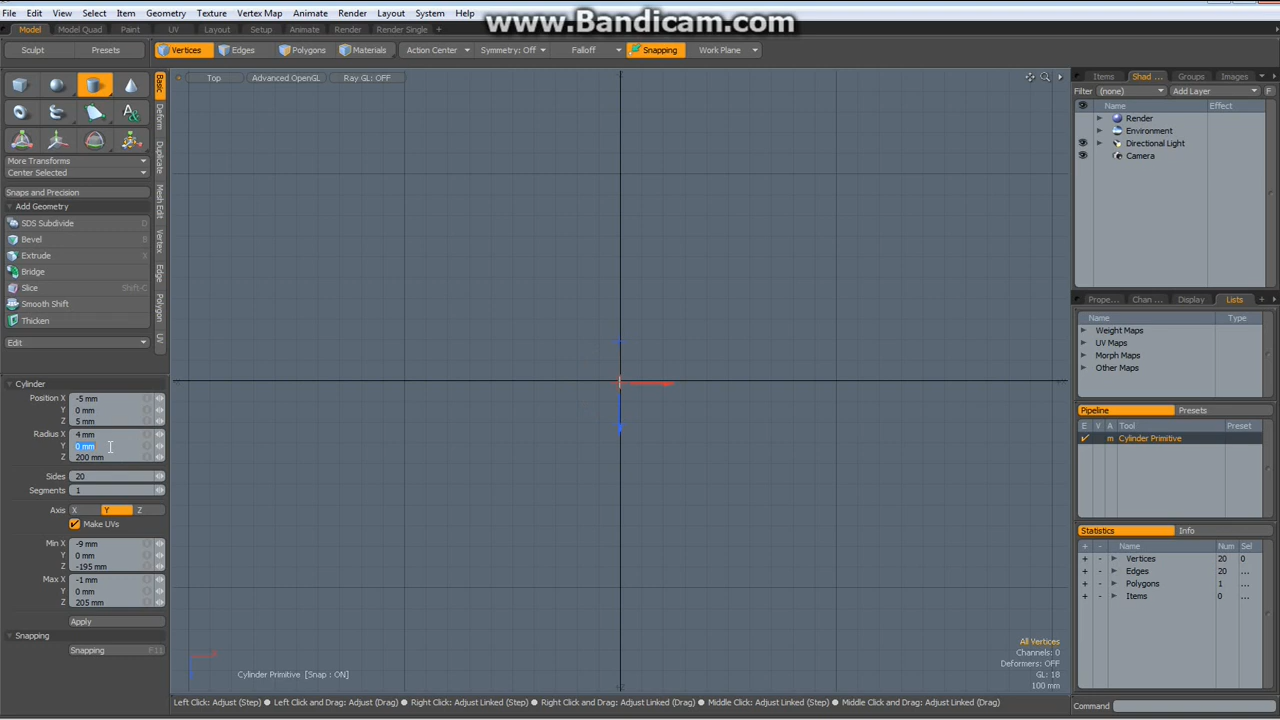 www.Bandicam.com
File Edit View Select Item Geometry Texture Vertex Map Animate Render Layout System Help
Model Model Quad Paint UV Layout Setup Animate Render Render Single
Sculpt Presets Vertices Edges Polygons Materials Action Center Symmetry: Off Falloff Snapping Work Plane
Top Advanced OpenGL Ray GL: OFF
Items Shad ... Groups Images
Filter (none) Add Layer F
Name Effect
Render
Environment
Directional Light
Camera
Basic
Deform
Duplicate
Mesh Edit
Vertex
Edge
Polygon
UV
More Transforms
Center Selected
Snaps and Precision
Add Geometry
SDS Subdivide D
Bevel B
Extrude X
Bridge
Slice Shift-C
Smooth Shift
Thicken
Edit
Cylinder
Position X -5 mm
Y 0 mm
Z 5 mm
Radius X 4 mm
Y 0 mm
Z 200 mm
Sides 20
Segments 1
Axis X Y Z
Make UVs
Min X -9 mm
Y 0 mm
Z -195 mm
Max X -1 mm
Y 0 mm
Z 205 mm
Apply
Snapping
Snapping F11
Prope... Chan ... Display Lists +
Name Type
Weight Maps
UV Maps
Morph Maps
Other Maps
Pipeline Presets
E V A Tool Preset
m Cylinder Primitive
Statistics Info
+ - Name Num Sel
+ - Vertices 20 0
+ - Edges 20 ...
+ - Polygons 1 ...
+ - Items 0 ...
All Vertices
Channels: 0
Deformers: OFF
GL: 18
100 mm
Cylinder Primitive [Snap : ON]
Left Click: Adjust (Step) ● Left Click and Drag: Adjust (Drag) ● Right Click: Adjust Linked (Step) ● Right Click and Drag: Adjust Linked (Drag) ● Middle Click: Adjust Linked (Step) ● Middle Click and Drag: Adjust Linked (Drag)
Command